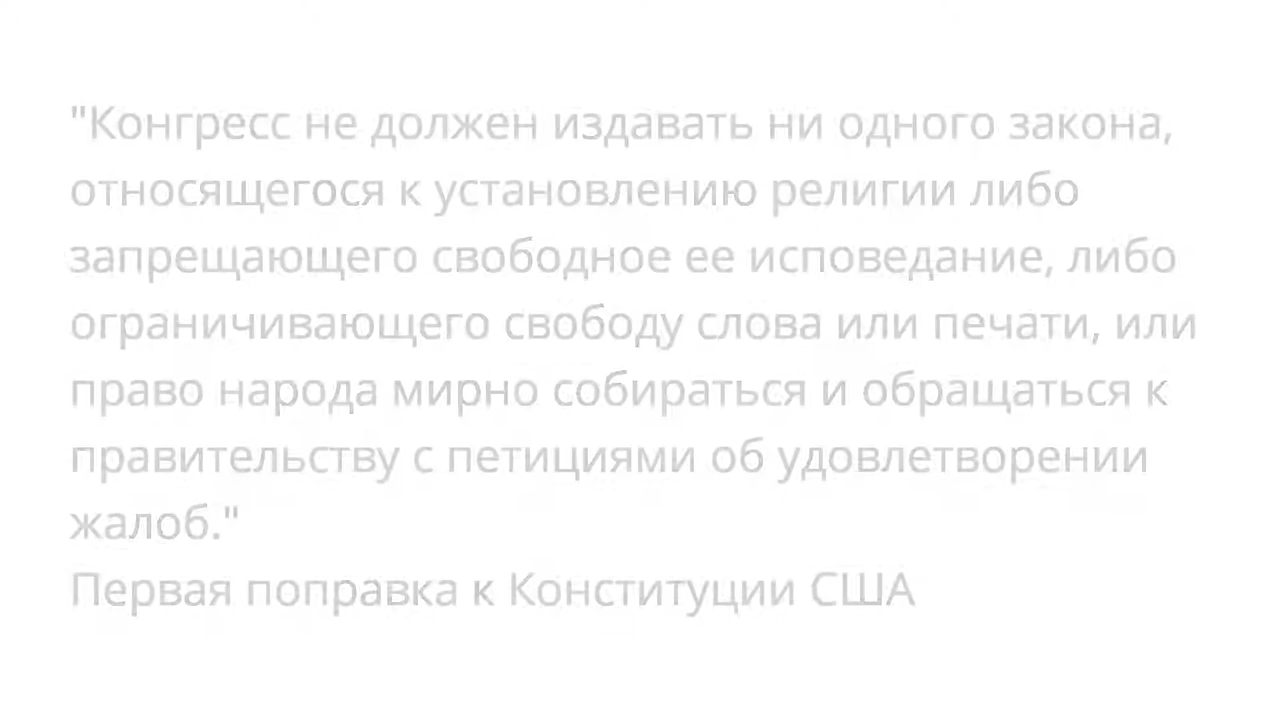 "Конгресс не должен издавать ни одного закона,
относящегося к установлению религии либо
запрещающего свободное ее исповедание, либо
ограничивающего свободу слова или печати, или
право народа мирно собираться и обращаться к
правительству с петициями об удовлетворении
жалоб."
Первая поправка к Конституции США